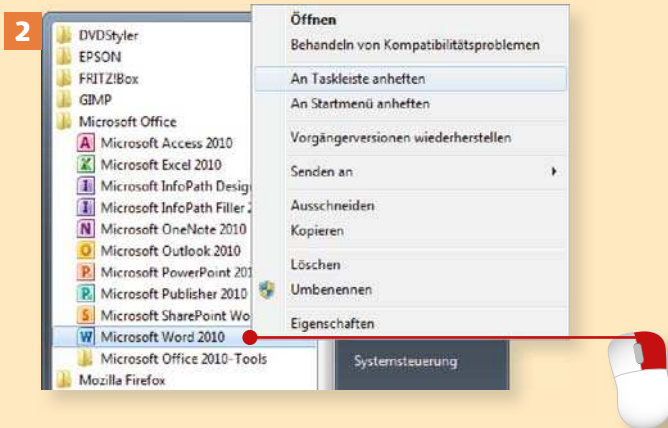 2
DVDStyler
EPSON
FRITZ!Box
GIMP
Microsoft Office
Microsoft Access 2010
Microsoft Excel 2010
Microsoft InfoPath Desig
Microsoft InfoPath Filler 2
Microsoft OneNote 2010
Microsoft Outlook 2010
Microsoft PowerPoint 201
Microsoft Publisher 2010
Microsoft SharePoint Wo
Microsoft Word 2010
Microsoft Office 2010-Tools
Mozilla Firefox
Öffnen
Behandeln von Kompatibilitätsproblemen
An Taskleiste anheften
An Startmenü anheften
Vorgängerversionen wiederherstellen
Senden an
Ausschneiden
Kopieren
Löschen
Umbenennen
Eigenschaften
Systemsteuerung